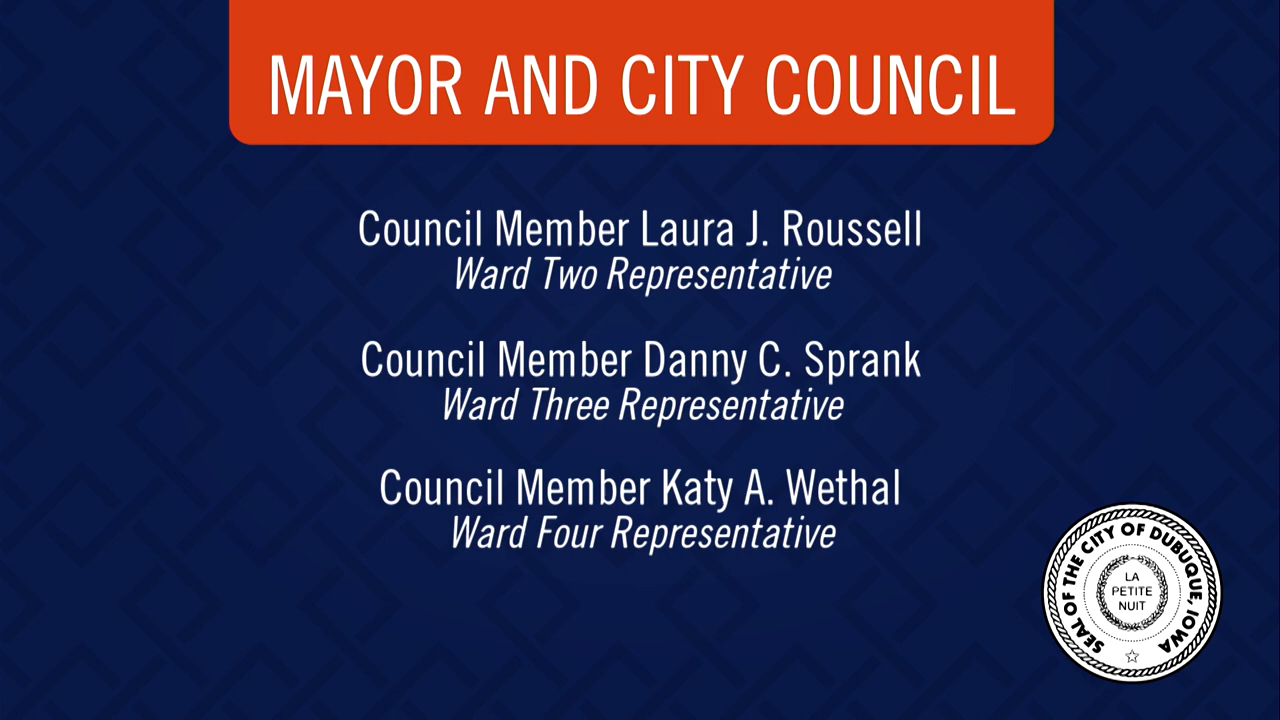 MAYOR AND CITY COUNCIL
Council Member Laura J. Roussell
Ward Two Representative
Council Member Danny C. Sprank
Ward Three Representative
Council Member Katy A. Wethal
Ward Four Representative
SEAL OF THE CITY OF DUBUQUE, IOWA
LA
PETITE
NUIT